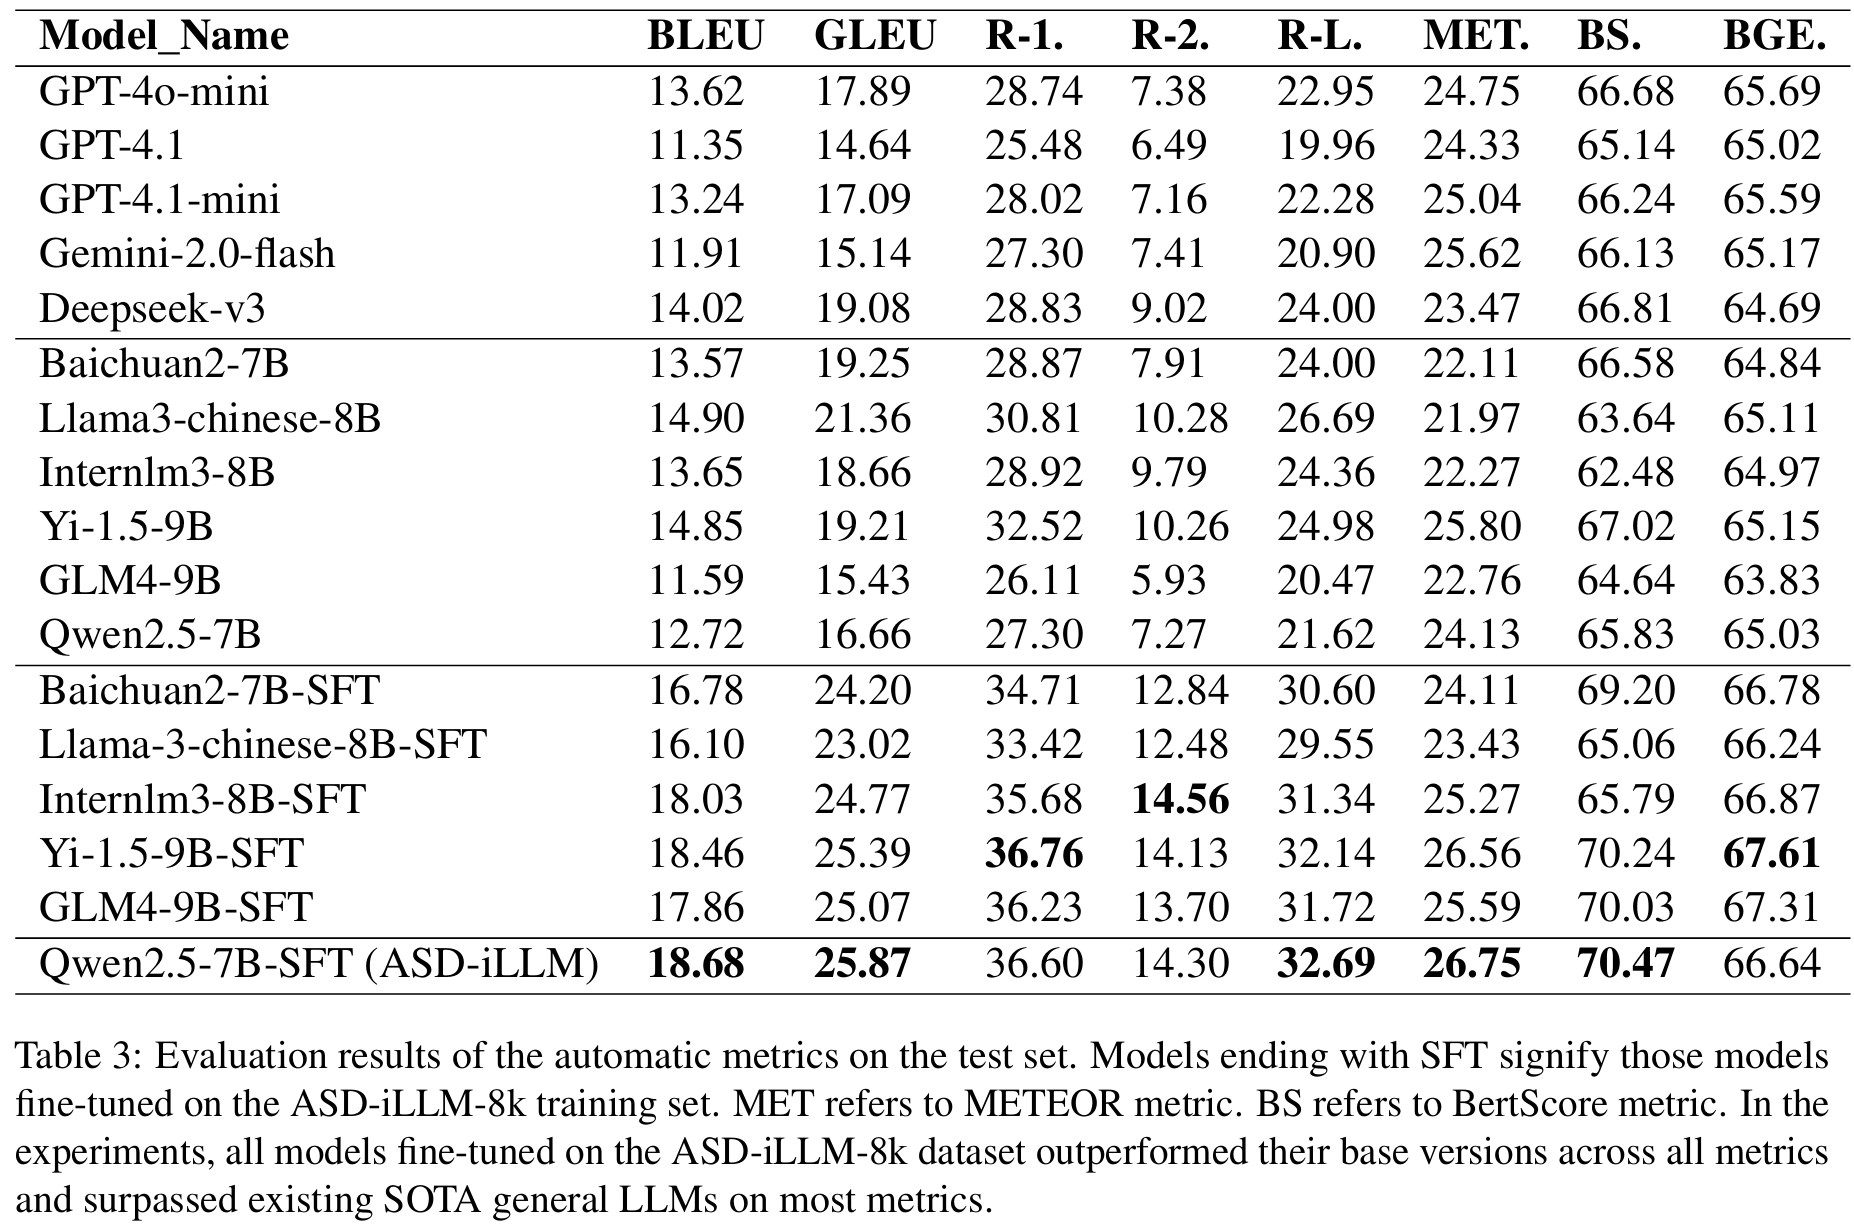 Model_Name BLEU GLEU R-1. R-2. R-L. MET. BS. BGE.
GPT-4o-mini 13.62 17.89 28.74 7.38 22.95 24.75 66.68 65.69
GPT-4.1 11.35 14.64 25.48 6.49 19.96 24.33 65.14 65.02
GPT-4.1-mini 13.24 17.09 28.02 7.16 22.28 25.04 66.24 65.59
Gemini-2.0-flash 11.91 15.14 27.30 7.41 20.90 25.62 66.13 65.17
Deepseek-v3 14.02 19.08 28.83 9.02 24.00 23.47 66.81 64.69
Baichuan2-7B 13.57 19.25 28.87 7.91 24.00 22.11 66.58 64.84
Llama3-chinese-8B 14.90 21.36 30.81 10.28 26.69 21.97 63.64 65.11
Internlm3-8B 13.65 18.66 28.92 9.79 24.36 22.27 62.48 64.97
Yi-1.5-9B 14.85 19.21 32.52 10.26 24.98 25.80 67.02 65.15
GLM4-9B 11.59 15.43 26.11 5.93 20.47 22.76 64.64 63.83
Qwen2.5-7B 12.72 16.66 27.30 7.27 21.62 24.13 65.83 65.03
Baichuan2-7B-SFT 16.78 24.20 34.71 12.84 30.60 24.11 69.20 66.78
Llama-3-chinese-8B-SFT 16.10 23.02 33.42 12.48 29.55 23.43 65.06 66.24
Internlm3-8B-SFT 18.03 24.77 35.68 14.56 31.34 25.27 65.79 66.87
Yi-1.5-9B-SFT 18.46 25.39 36.76 14.13 32.14 26.56 70.24 67.61
GLM4-9B-SFT 17.86 25.07 36.23 13.70 31.72 25.59 70.03 67.31
Qwen2.5-7B-SFT (ASD-iLLM) 18.68 25.87 36.60 14.30 32.69 26.75 70.47 66.64
Table 3: Evaluation results of the automatic metrics on the test set. Models ending with SFT signify those models
fine-tuned on the ASD-iLLM-8k training set. MET refers to METEOR metric. BS refers to BertScore metric. In the
experiments, all models fine-tuned on the ASD-iLLM-8k dataset outperformed their base versions across all metrics
and surpassed existing SOTA general LLMs on most metrics.